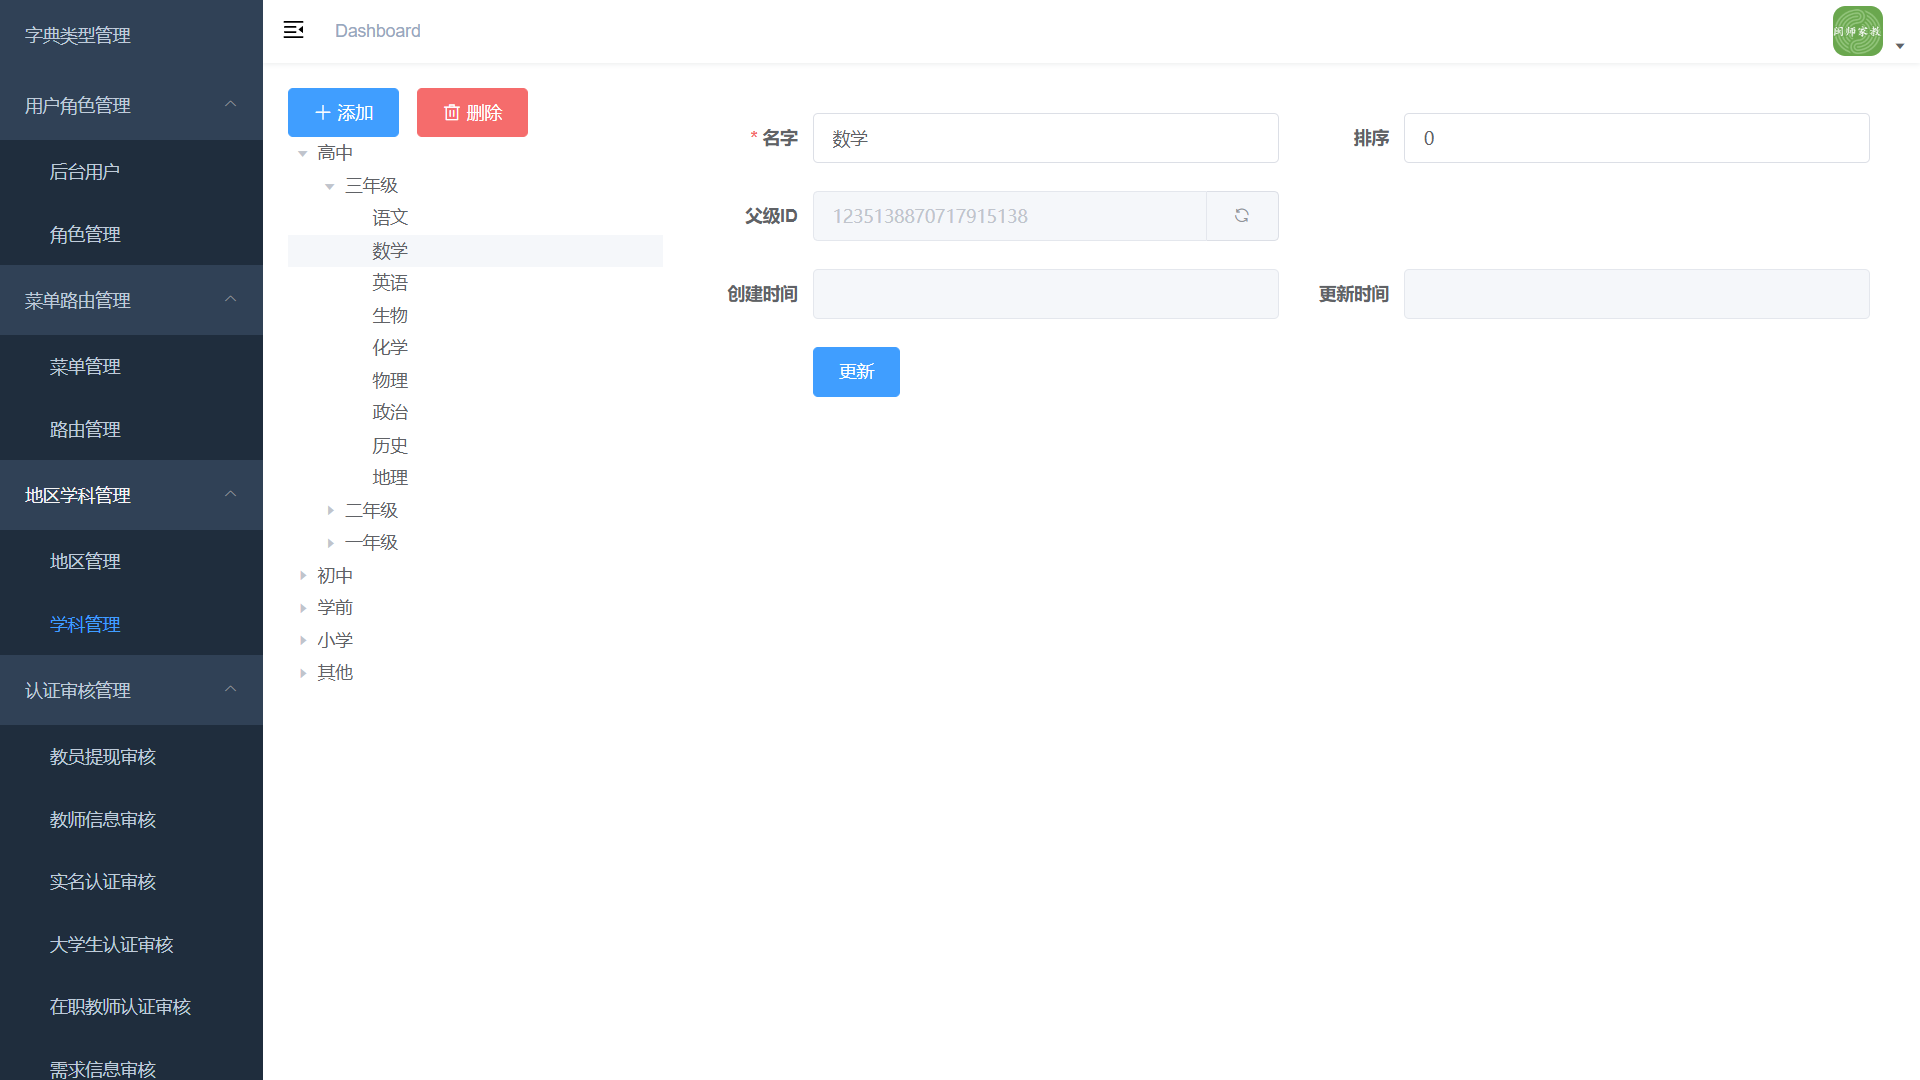 字典类型管理
用户角色管理
后台用户
角色管理
菜单路由管理
菜单管理
路由管理
地区学科管理
地区管理
学科管理
认证审核管理
教员提现审核
教师信息审核
实名认证审核
大学生认证审核
在职教师认证审核
需求信息审核
Dashboard
闵师家教
添加
删除
高中
三年级
语文
数学
英语
生物
化学
物理
政治
历史
地理
二年级
一年级
初中
学前
小学
其他
* 名字 数学
排序 0
父级ID 1235138870717915138
创建时间
更新时间
更新